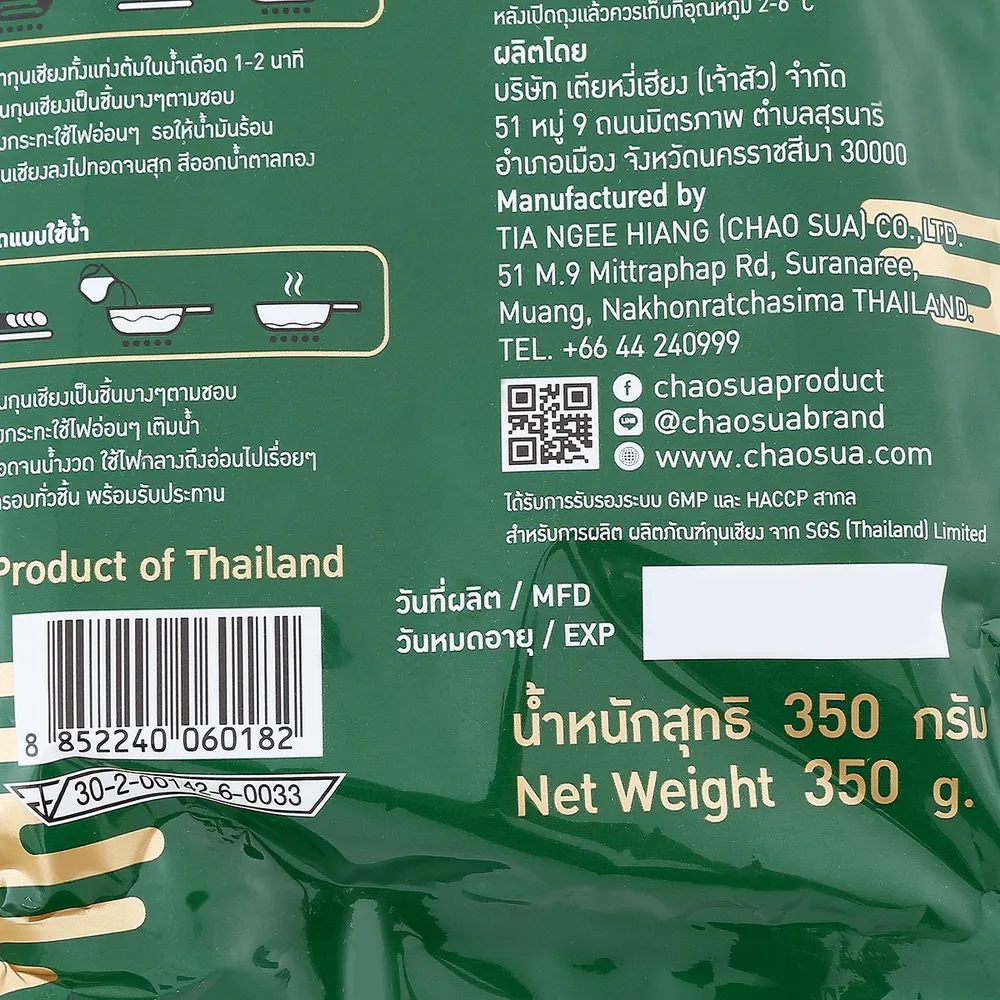 กุนเชียงทั้งแท่งต้มในน้ำเดือด 1-2 นาที
กุนเชียงเป็นชิ้นบางๆตามชอบ
กระทะใช้ไฟอ่อนๆ รอให้น้ำมันร้อน
นเชียงลงไปทอดจนสุก สีออกน้ำตาลทอง
ดแบบใช้น้ำ
นกุนเชียงเป็นชิ้นบางๆตามชอบ
งกระทะใช้ไฟอ่อนๆ เติมน้ำ
อดจนน้ำงวด ใช้ไฟกลางถึงอ่อนไปเรื่อยๆ
รอบทั่วชิ้น พร้อมรับประทาน
Product of Thailand
8 852240 060182
30-2-00142-6-0033
หลังเปิดถุงแล้วควรเก็บที่อุณหภูมิ 2-6 °C
ผลิตโดย
บริษัท เตียหงี่เฮียง (เจ้าสัว) จำกัด
51 หมู่ 9 ถนนมิตรภาพ ตำบลสุรนารี
อำเภอเมือง จังหวัดนครราชสีมา 30000
Manufactured by
TIA NGEE HIANG (CHAO SUA) CO.,LTD.
51 M.9 Mittraphap Rd, Suranaree,
Muang, Nakhonratchasima THAILAND.
TEL. +66 44 240999
chaosuaproduct
LINE @chaosuabrand
www.chaosua.com
ได้รับการรับรองระบบ GMP และ HACCP สากล
สำหรับการผลิต ผลิตภัณฑ์กุนเชียง จาก SGS (Thailand) Limited
วันที่ผลิต / MFD
วันหมดอายุ / EXP
น้ำหนักสุทธิ 350 กรัม
Net Weight 350 g.